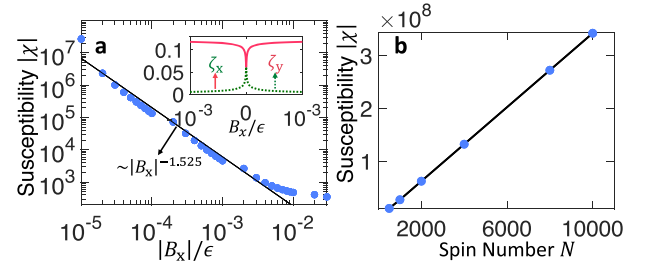 a
Susceptibility |χ|
10⁷
10⁶
10⁵
10⁴
10³
10⁻⁵ 10⁻⁴ 10⁻³ 10⁻²
|Bₓ|/ϵ
~|Bₓ|⁻¹·⁵²⁵
0.1
0.05
0
ζₓ
ζᵧ
10⁻³ 0 10⁻³
Bₓ/ϵ
b
×10⁸
Susceptibility |χ|
3
2
1
2000 6000 10000
Spin Number N